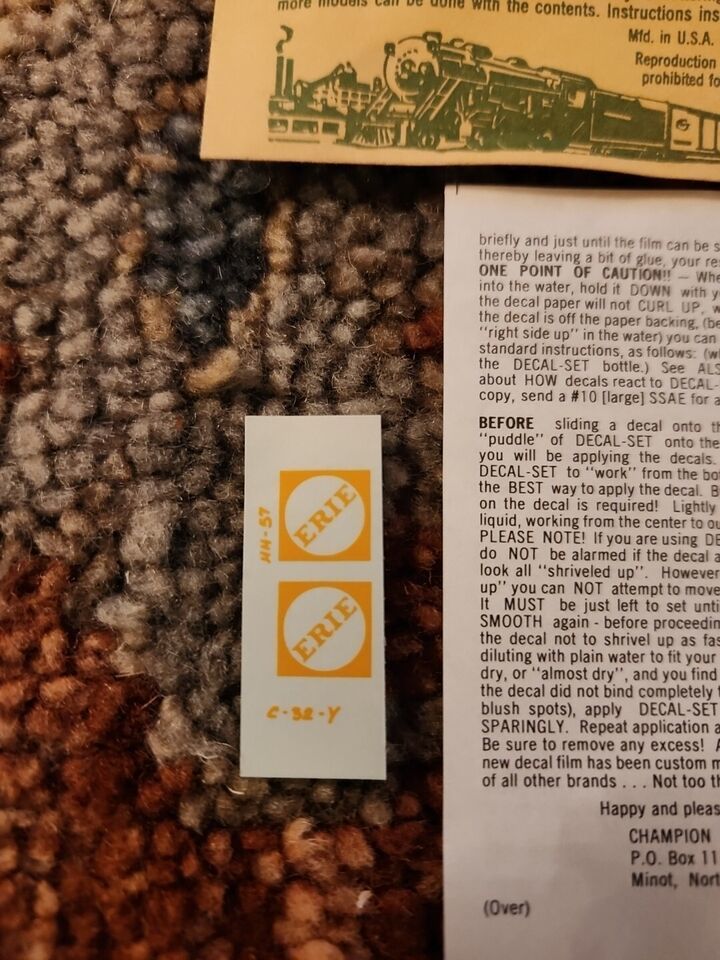 more models can be done with the contents. Instructions ins
Mfd. in U.S.A.
Reproduction
prohibited fo
briefly and just until the film can be s
thereby leaving a bit of glue, your re
ONE POINT OF CAUTION!! — Whe
into the water, hold it DOWN with y
the decal paper will not CURL UP, w
the decal is off the paper backing, (be
"right side up" in the water) you can
standard instructions, as follows: (w
the DECAL-SET bottle.) See ALS
about HOW decals react to DECAL-
copy, send a #10 [large] SSAE for a
BEFORE sliding a decal onto th
"puddle" of DECAL-SET onto the
you will be applying the decals.
DECAL-SET to "work" from the bo
the BEST way to apply the decal. B
on the decal is required! Lightly
liquid, working from the center to ou
PLEASE NOTE! If you are using DE
do NOT be alarmed if the decal a
look all "shriveled up". However
up" you can NOT attempt to move
It MUST be just left to set unti
SMOOTH again - before proceedin
the decal not to shrivel up as fas
diluting with plain water to fit your
dry, or "almost dry", and you find
the decal did not bind completely t
blush spots), apply DECAL-SET
SPARINGLY. Repeat application a
Be sure to remove any excess! A
new decal film has been custom m
of all other brands . . . Not too th
Happy and pleas
CHAMPION
P.O. Box 11
Minot, Nort
(Over)
HN-57
ERIE
ERIE
C-32-Y